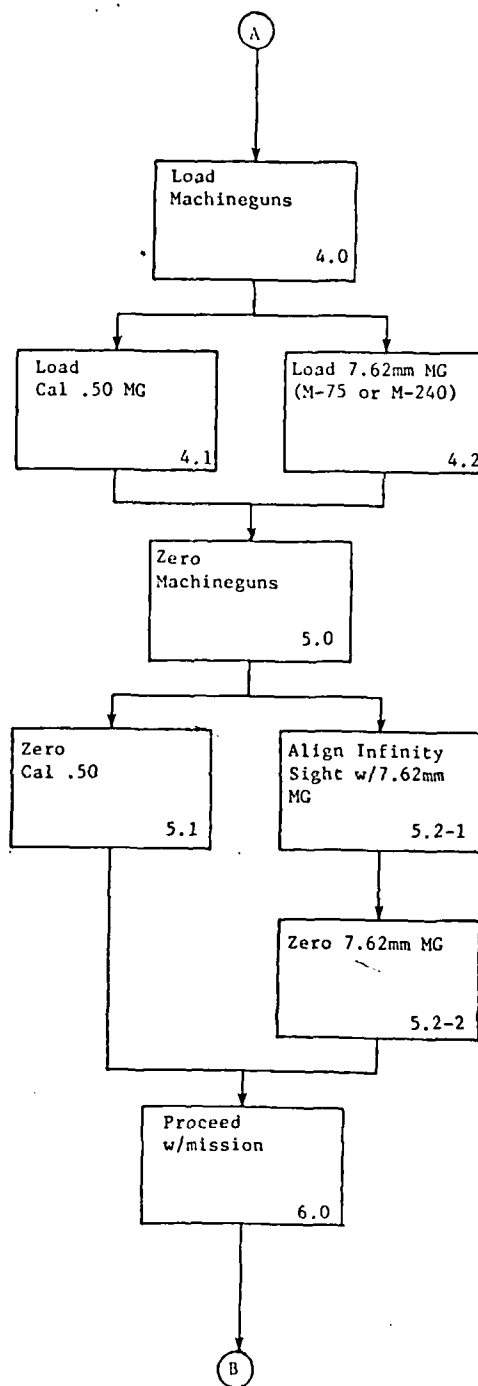 A
Load
Machineguns
4.0
Load
Cal .50 MG
4.1
Load 7.62mm MG
(M-75 or M-240)
4.2
Zero
Machineguns
5.0
Zero
Cal .50
5.1
Align Infinity
Sight w/7.62mm
MG
5.2-1
Zero 7.62mm MG
5.2-2
Proceed
w/mission
6.0
B